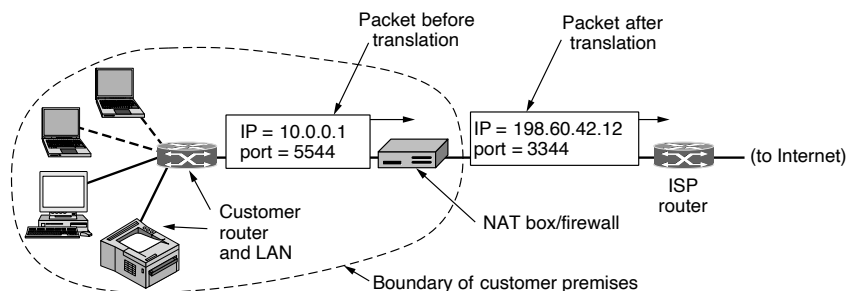 Packet before
translation
Packet after
translation
IP = 10.0.0.1
port = 5544
IP = 198.60.42.12
port = 3344
(to Internet)
ISP
router
Customer
router
and LAN
NAT box/firewall
Boundary of customer premises